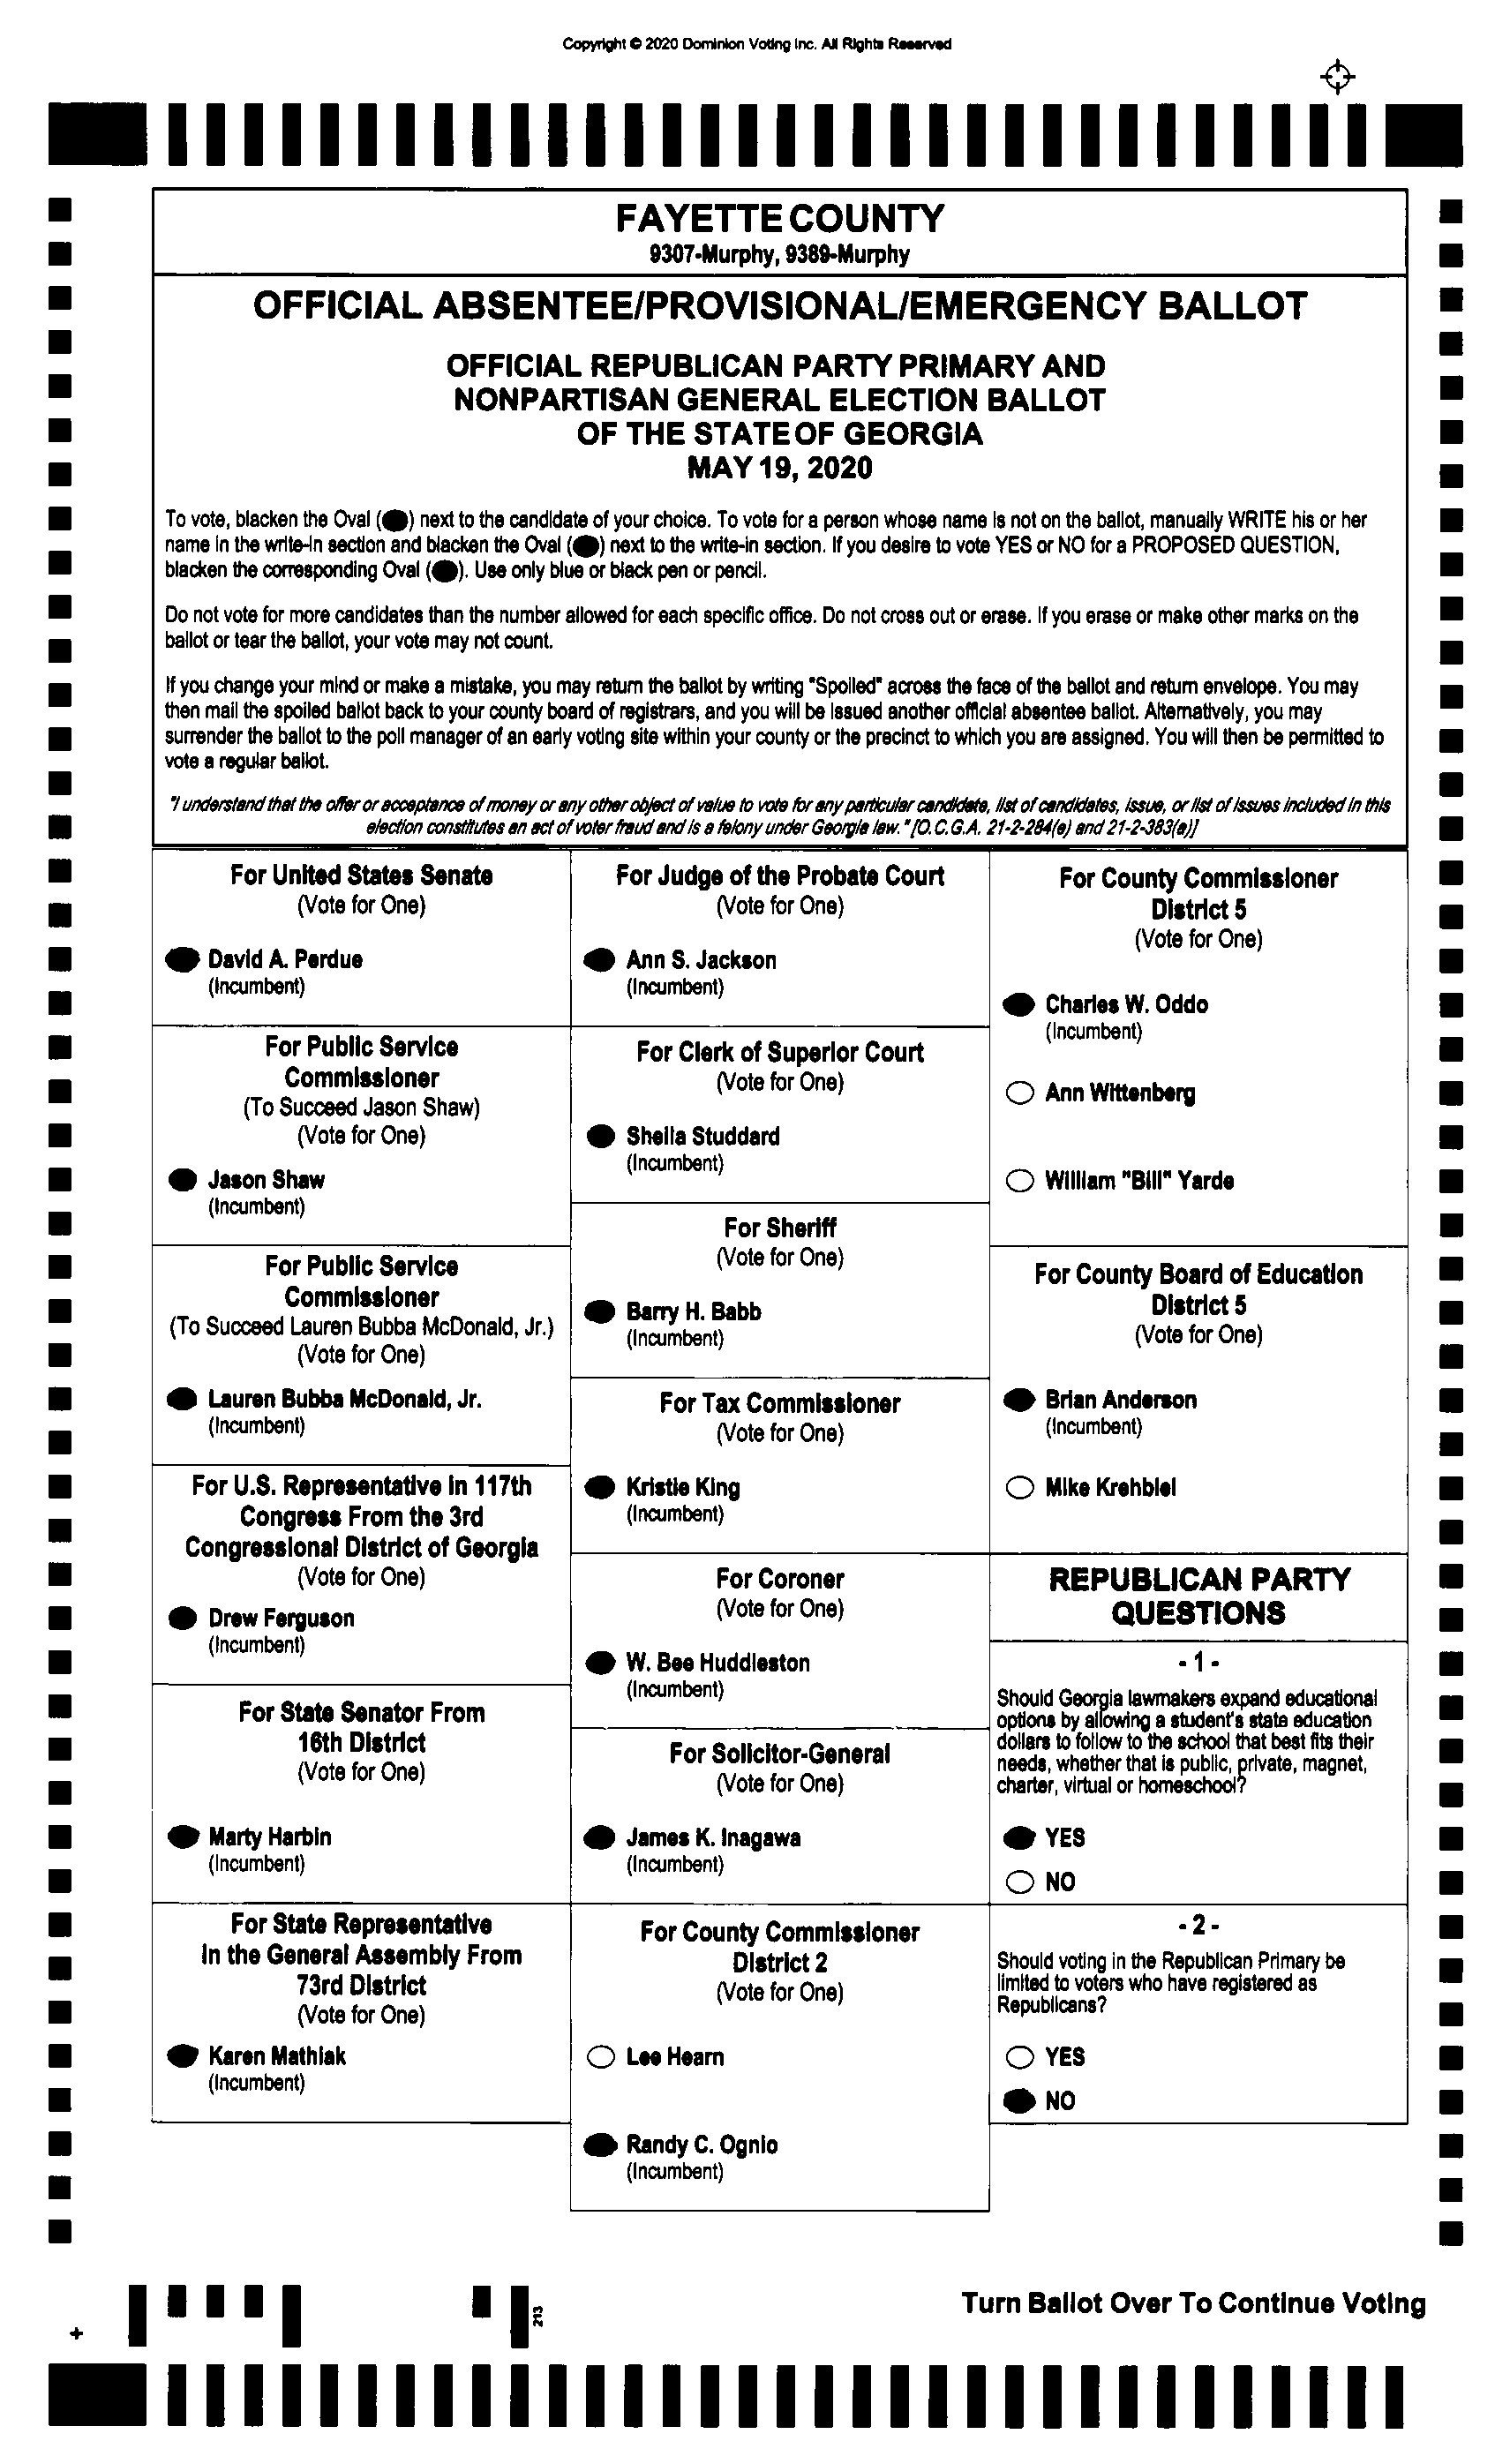 Copyright © 2020 Dominion Voting Inc. All Rights Reserved
FAYETTE COUNTY
9307-Murphy, 9389-Murphy
OFFICIAL ABSENTEE/PROVISIONAL/EMERGENCY BALLOT
OFFICIAL REPUBLICAN PARTY PRIMARY AND
NONPARTISAN GENERAL ELECTION BALLOT
OF THE STATE OF GEORGIA
MAY 19, 2020
To vote, blacken the Oval (●) next to the candidate of your choice. To vote for a person whose name is not on the ballot, manually WRITE his or her
name in the write-in section and blacken the Oval (●) next to the write-in section. If you desire to vote YES or NO for a PROPOSED QUESTION,
blacken the corresponding Oval (●). Use only blue or black pen or pencil.
Do not vote for more candidates than the number allowed for each specific office. Do not cross out or erase. If you erase or make other marks on the
ballot or tear the ballot, your vote may not count.
If you change your mind or make a mistake, you may return the ballot by writing "Spoiled" across the face of the ballot and return envelope. You may
then mail the spoiled ballot back to your county board of registrars, and you will be issued another official absentee ballot. Alternatively, you may
surrender the ballot to the poll manager of an early voting site within your county or the precinct to which you are assigned. You will then be permitted to
vote a regular ballot.
"I understand that the offer or acceptance of money or any other object of value to vote for any particular candidate, list of candidates, issue, or list of issues included in this
election constitutes an act of voter fraud and is a felony under Georgia law." [O.C.G.A. 21-2-284(e) and 21-2-383(a)]
For United States Senate
(Vote for One)
David A. Perdue
(Incumbent)
For Public Service
Commissioner
(To Succeed Jason Shaw)
(Vote for One)
Jason Shaw
(Incumbent)
For Public Service
Commissioner
(To Succeed Lauren Bubba McDonald, Jr.)
(Vote for One)
Lauren Bubba McDonald, Jr.
(Incumbent)
For U.S. Representative in 117th
Congress From the 3rd
Congressional District of Georgia
(Vote for One)
Drew Ferguson
(Incumbent)
For State Senator From
16th District
(Vote for One)
Marty Harbin
(Incumbent)
For State Representative
In the General Assembly From
73rd District
(Vote for One)
Karen Mathiak
(Incumbent)
For Judge of the Probate Court
(Vote for One)
Ann S. Jackson
(Incumbent)
For Clerk of Superior Court
(Vote for One)
Sheila Studdard
(Incumbent)
For Sheriff
(Vote for One)
Barry H. Babb
(Incumbent)
For Tax Commissioner
(Vote for One)
Kristie King
(Incumbent)
For Coroner
(Vote for One)
W. Bee Huddleston
(Incumbent)
For Solicitor-General
(Vote for One)
James K. Inagawa
(Incumbent)
For County Commissioner
District 2
(Vote for One)
Lee Hearn
Randy C. Ognio
(Incumbent)
For County Commissioner
District 5
(Vote for One)
Charles W. Oddo
(Incumbent)
Ann Wittenberg
William "Bill" Yarde
For County Board of Education
District 5
(Vote for One)
Brian Anderson
(Incumbent)
Mike Krehbiel
REPUBLICAN PARTY
QUESTIONS
- 1 -
Should Georgia lawmakers expand educational
options by allowing a student's state education
dollars to follow to the school that best fits their
needs, whether that is public, private, magnet,
charter, virtual or homeschool?
YES
NO
- 2 -
Should voting in the Republican Primary be
limited to voters who have registered as
Republicans?
YES
NO
213
Turn Ballot Over To Continue Voting